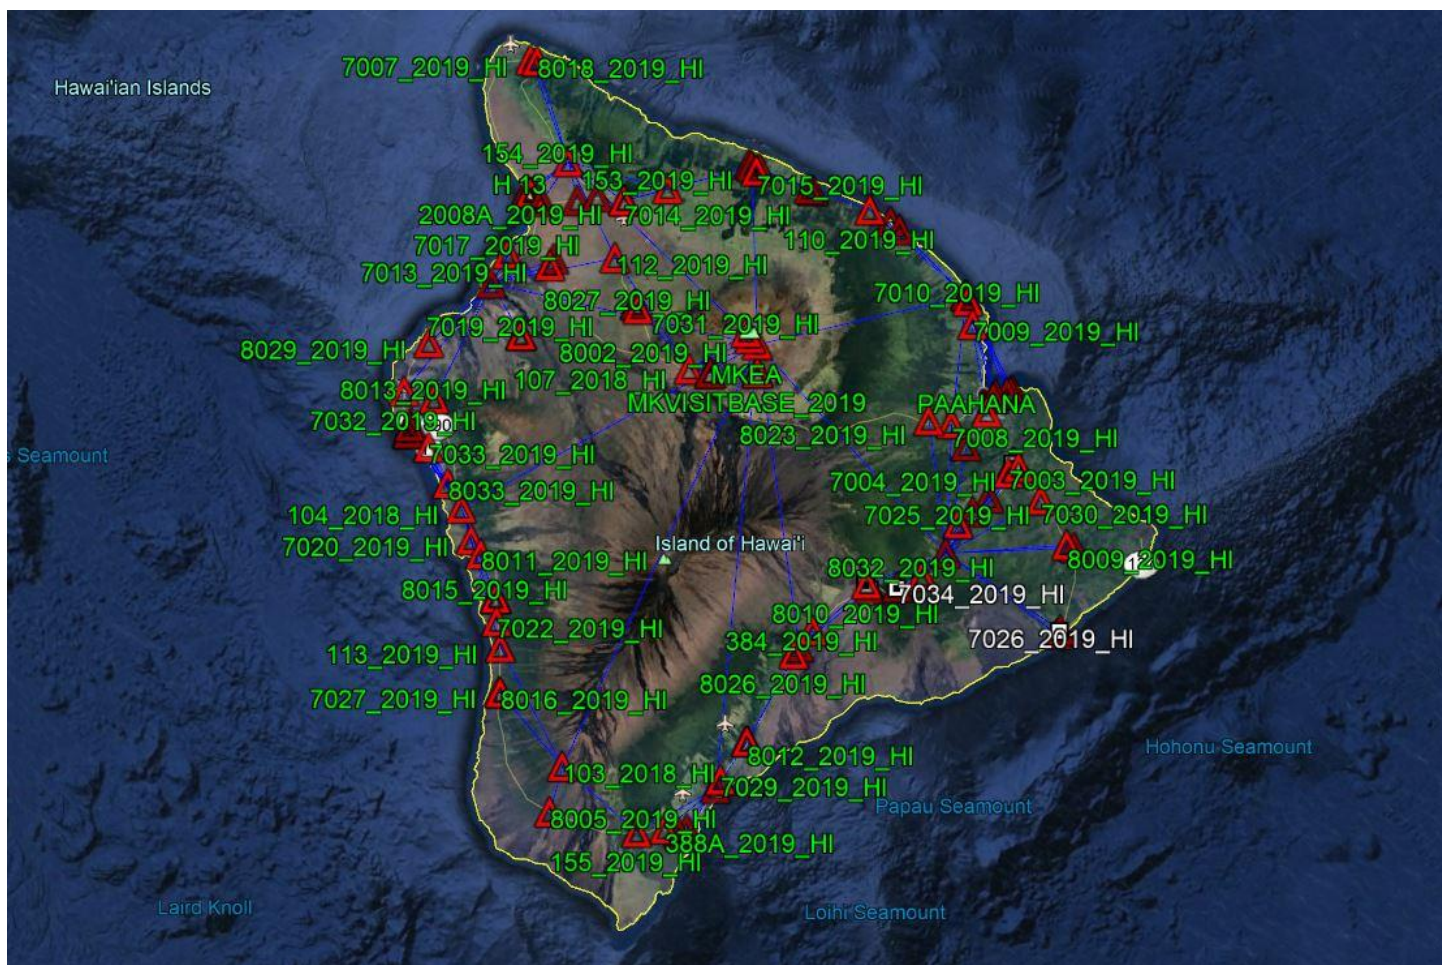 7007_2019_HI
8018_2019_HI
Hawai'ian Islands
154_2019_HI
H 13
153_2019_HI
7015_2019_HI
2008A_2019_HI
7014_2019_HI
7017_2019_HI
110_2019_HI
7013_2019_HI
112_2019_HI
8027_2019_HI
7010_2019_HI
7019_2019_HI
7031_2019_HI
7009_2019_HI
8029_2019_HI
8002_2019_HI
107_2018_HI
MKEA
8013_2019_HI
MKVISITBASE_2019
PAAHANA
7032_2019_HI
8023_2019_HI
7008_2019_HI
s Seamount
7033_2019_HI
7004_2019_HI
7003_2019_HI
8033_2019_HI
104_2018_HI
7025_2019_HI
7030_2019_HI
7020_2019_HI
Island of Hawai'i
8011_2019_HI
8009_2019_HI
8032_2019_HI
8015_2019_HI
7034_2019_HI
8010_2019_HI
7022_2019_HI
384_2019_HI
7026_2019_HI
113_2019_HI
8026_2019_HI
7027_2019_HI
8016_2019_HI
Hohonu Seamount
8012_2019_HI
103_2018_HI
7029_2019_HI
Papau Seamount
8005_2019_HI
388A_2019_HI
155_2019_HI
Laird Knoll
Loihi Seamount